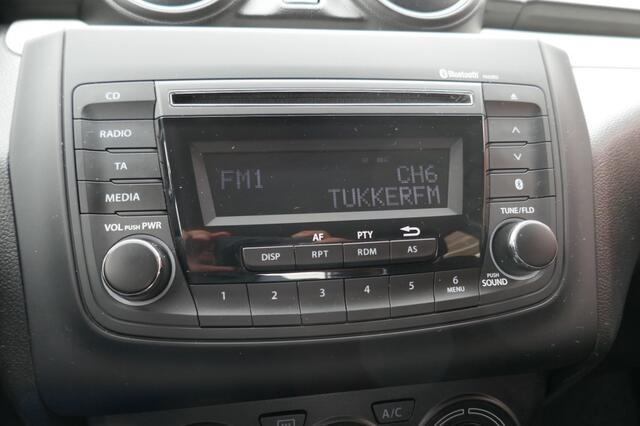 Bluetooth
CD
RADIO
TA
MEDIA
VOL PUSH PWR
FM1 CH6
TUKKERFM
AF PTY
DISP RPT RDM AS
1 2 3 4 5 6
MENU
TUNE/FLD
PUSH
SOUND
A/C